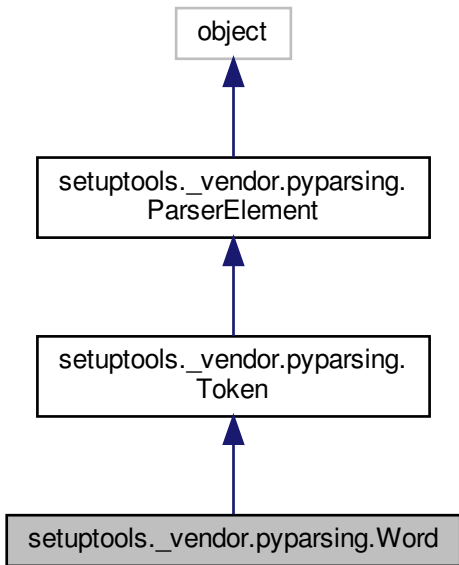 object
setuptools._vendor.pyparsing.
ParserElement
setuptools._vendor.pyparsing.
Token
setuptools._vendor.pyparsing.Word